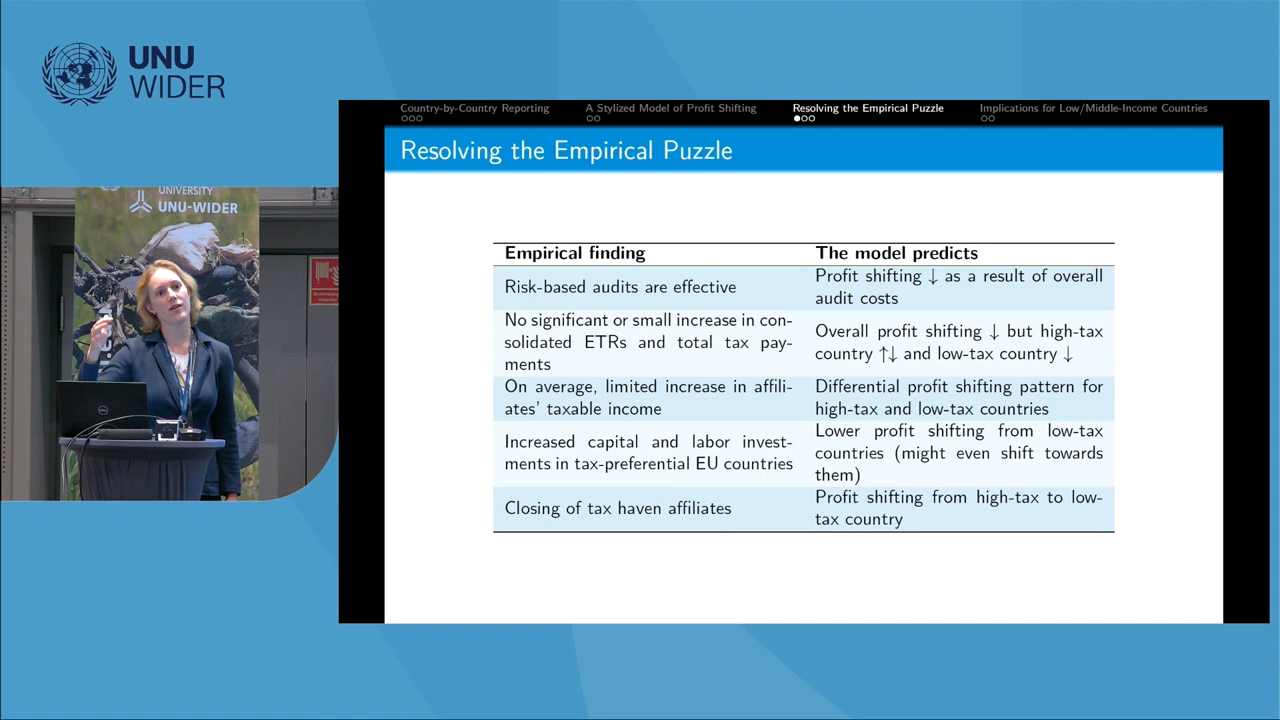 UNU
WIDER
Country-by-Country Reporting
A Stylized Model of Profit Shifting
Resolving the Empirical Puzzle
Implications for Low/Middle-Income Countries
Resolving the Empirical Puzzle
Empirical finding
The model predicts
Risk-based audits are effective
Profit shifting ↓ as a result of overall
audit costs
No significant or small increase in con-
solidated ETRs and total tax pay-
ments
Overall profit shifting ↓ but high-tax
country ↑↓ and low-tax country ↓
On average, limited increase in affili-
ates' taxable income
Differential profit shifting pattern for
high-tax and low-tax countries
Increased capital and labor invest-
ments in tax-preferential EU countries
Lower profit shifting from low-tax
countries (might even shift towards
them)
Closing of tax haven affiliates
Profit shifting from high-tax to low-
tax country
UNIVERSITY
UNU-WIDER
DELL